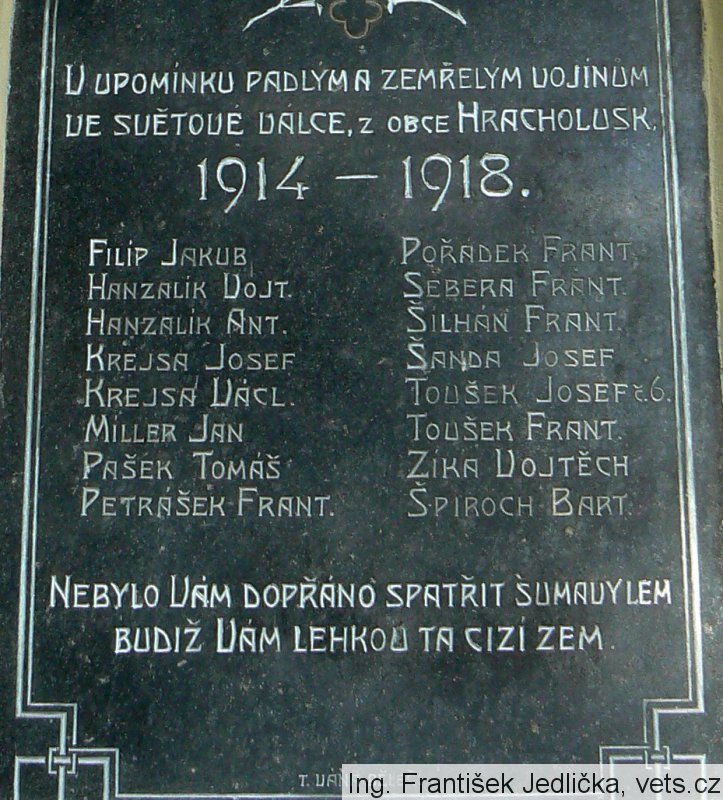 V UPOMÍNKU PADLÝM A ZEMŘELÝM VOJÍNŮM
VE SVĚTOVÉ VÁLCE, Z OBCE HRACHOLUSK.
1914 – 1918.
FILIP JAKUB
HANZALÍK VOJT.
HANZALÍK ANT.
KREJSA JOSEF
KREJSA VÁCL.
MILLER JAN
PAŠEK TOMÁŠ
PETRÁŠEK FRANT.
POŘÁDEK FRANT.
ŠEBERA FRANT.
ŠILHAN FRANT.
ŠANDA JOSEF
TOUŠEK JOSEF č. 6.
TOUŠEK FRANT.
ZÍKA VOJTĚCH
ŠPIROCH BART.
NEBYLO VÁM DOPŘÁNO SPATŘIT ŠUMAVY LEM
BUDIŽ VÁM LEHKOU TA CIZÍ ZEM.
Ing. František Jedlička, vets.cz